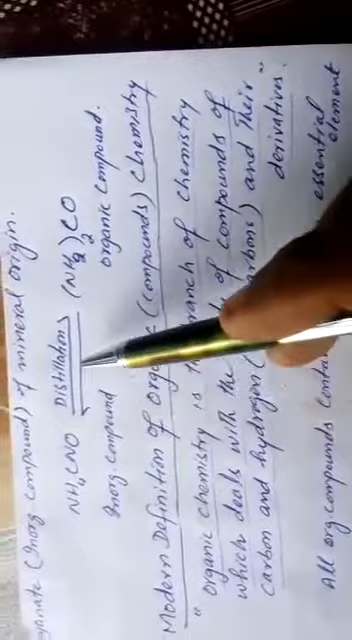 (Inorg compound) of mineral origin.
NH4CNO Distillation (NH2)2CO
Inorg. Compound organic compound.
Modern Definition of (compounds) Chemistry
"organic chemistry is branch of chemistry
which deals with the of compounds of
carbon and hydrogen and Their
derivatives."
All org. compounds essential
element